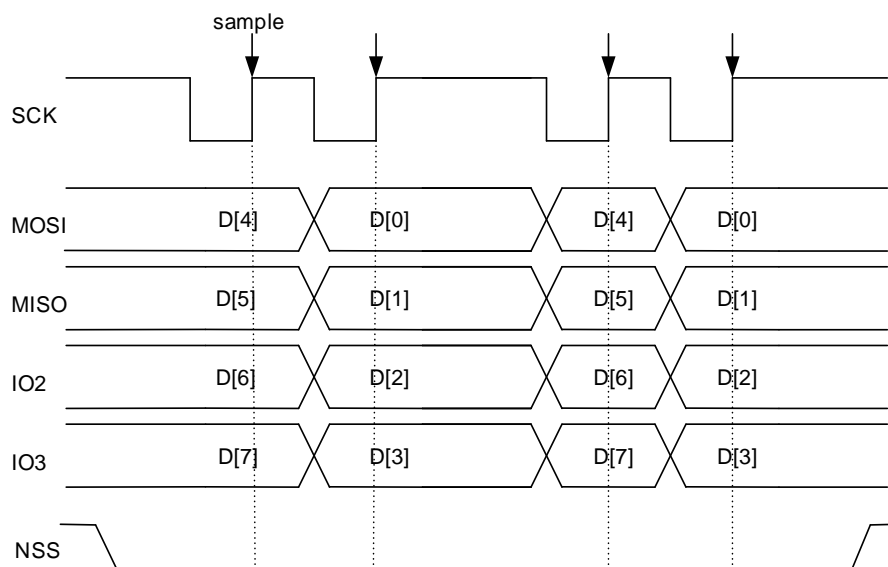 sample
SCK
MOSI D[4] D[0] D[4] D[0]
MISO D[5] D[1] D[5] D[1]
IO2 D[6] D[2] D[6] D[2]
IO3 D[7] D[3] D[7] D[3]
NSS